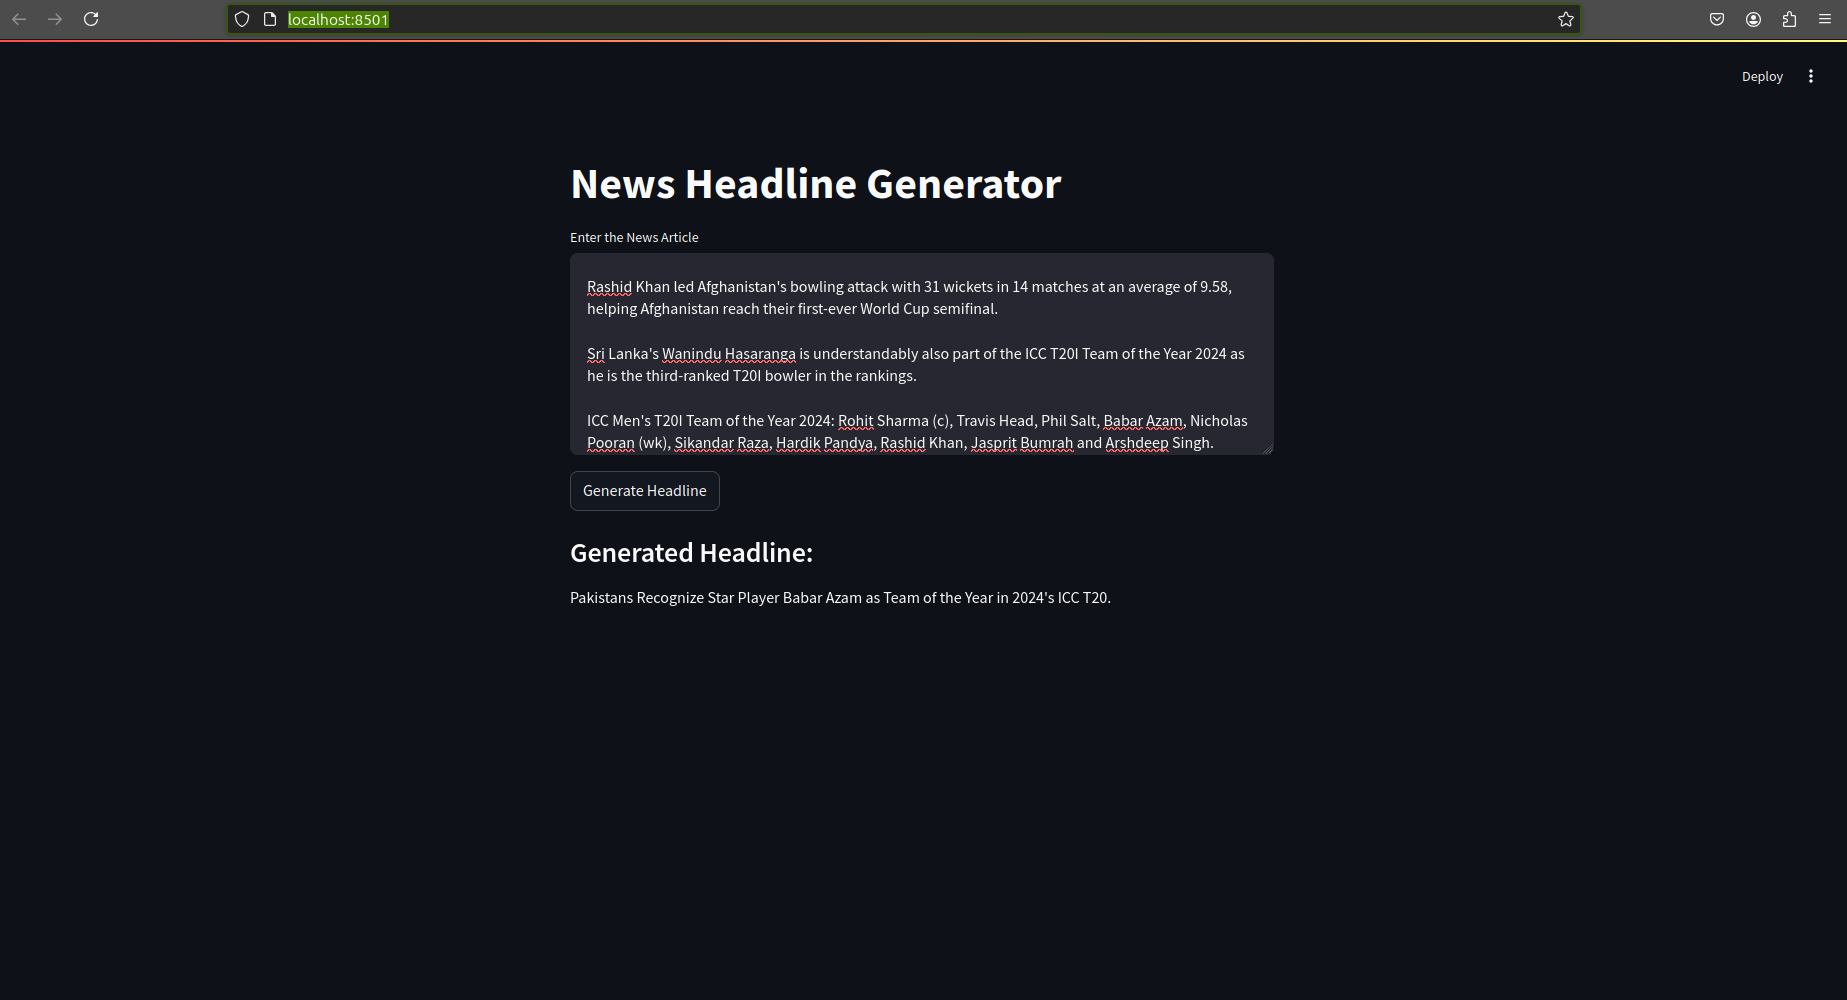 localhost:8501
Deploy
News Headline Generator
Enter the News Article
Rashid Khan led Afghanistan's bowling attack with 31 wickets in 14 matches at an average of 9.58,
helping Afghanistan reach their first-ever World Cup semifinal.
Sri Lanka's Wanindu Hasaranga is understandably also part of the ICC T20I Team of the Year 2024 as
he is the third-ranked T20I bowler in the rankings.
ICC Men's T20I Team of the Year 2024: Rohit Sharma (c), Travis Head, Phil Salt, Babar Azam, Nicholas
Pooran (wk), Sikandar Raza, Hardik Pandya, Rashid Khan, Jasprit Bumrah and Arshdeep Singh.
Generate Headline
Generated Headline:
Pakistans Recognize Star Player Babar Azam as Team of the Year in 2024's ICC T20.